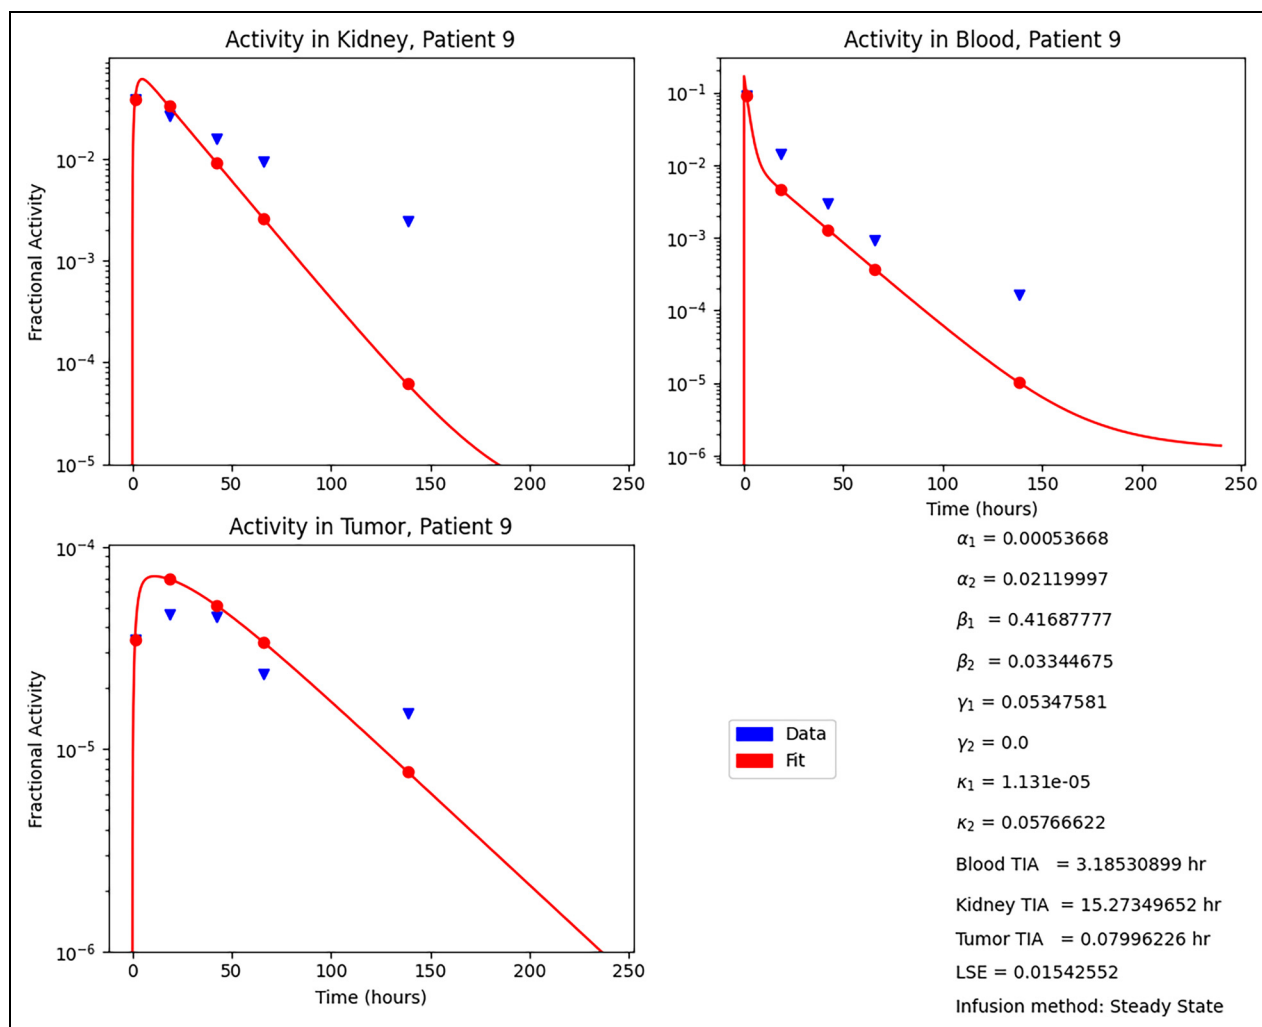 Activity in Kidney, Patient 9
Fractional Activity
10⁻²
10⁻³
10⁻⁴
10⁻⁵
0 50 100 150 200 250
Activity in Blood, Patient 9
10⁻¹
10⁻²
10⁻³
10⁻⁴
10⁻⁵
10⁻⁶
0 50 100 150 200 250
Time (hours)
Activity in Tumor, Patient 9
Fractional Activity
10⁻⁴
10⁻⁵
10⁻⁶
0 50 100 150 200 250
Time (hours)
Data
Fit
α₁ = 0.00053668
α₂ = 0.02119997
β₁ = 0.41687777
β₂ = 0.03344675
γ₁ = 0.05347581
γ₂ = 0.0
κ₁ = 1.131e-05
κ₂ = 0.05766622
Blood TIA = 3.18530899 hr
Kidney TIA = 15.27349652 hr
Tumor TIA = 0.07996226 hr
LSE = 0.01542552
Infusion method: Steady State